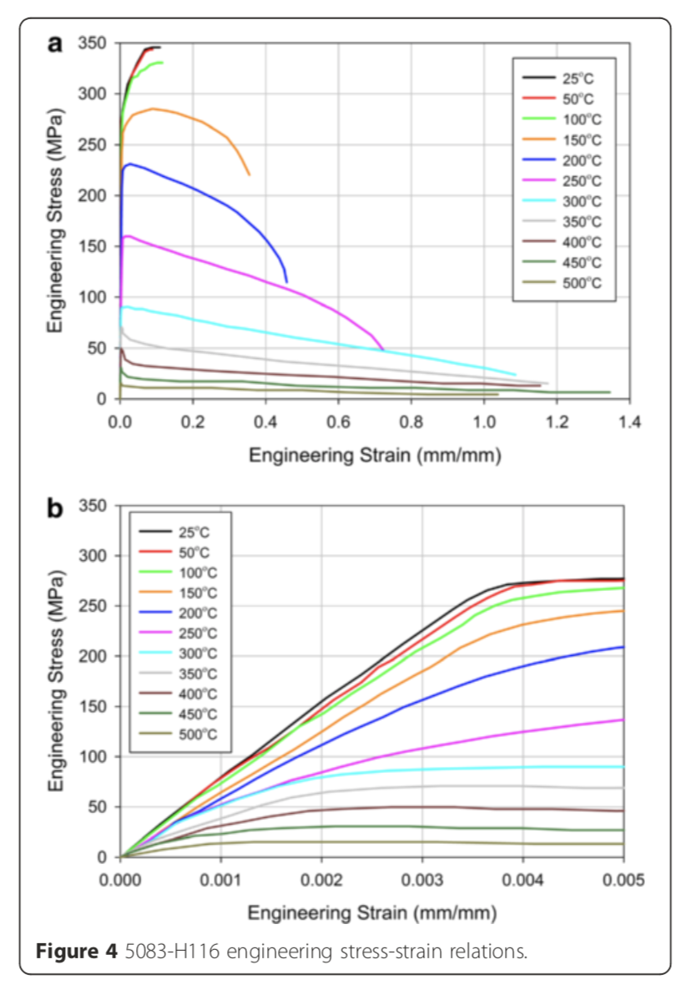 a
350
300
250
200
150
100
50
0
Engineering Stress (MPa)
25°C
50°C
100°C
150°C
200°C
250°C
300°C
350°C
400°C
450°C
500°C
0.0 0.2 0.4 0.6 0.8 1.0 1.2 1.4
Engineering Strain (mm/mm)
b
350
300
250
200
150
100
50
0
Engineering Stress (MPa)
25°C
50°C
100°C
150°C
200°C
250°C
300°C
350°C
400°C
450°C
500°C
0.000 0.001 0.002 0.003 0.004 0.005
Engineering Strain (mm/mm)
Figure 4 5083-H116 engineering stress-strain relations.